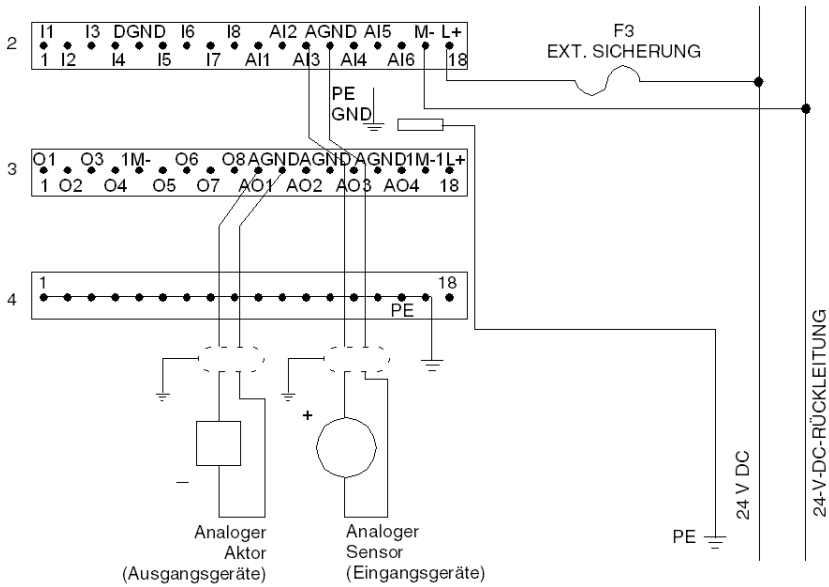 I1 I3 DGND I6 I8 AI2 AGND AI5 M- L+
2
1 I2 I4 I5 I7 AI1 AI3 AI4 AI6 18
F3
EXT. SICHERUNG
PE
GND
O1 O3 1M- O6 O8 AGND AGND AGND 1M- 1L+
3
1 O2 O4 O5 O7 AO1 AO2 AO3 AO4 18
1 18
4
PE
+
–
Analoger
Aktor
(Ausgangsgeräte)
Analoger
Sensor
(Eingangsgeräte)
PE
24 V DC
24-V-DC-RÜCKLEITUNG